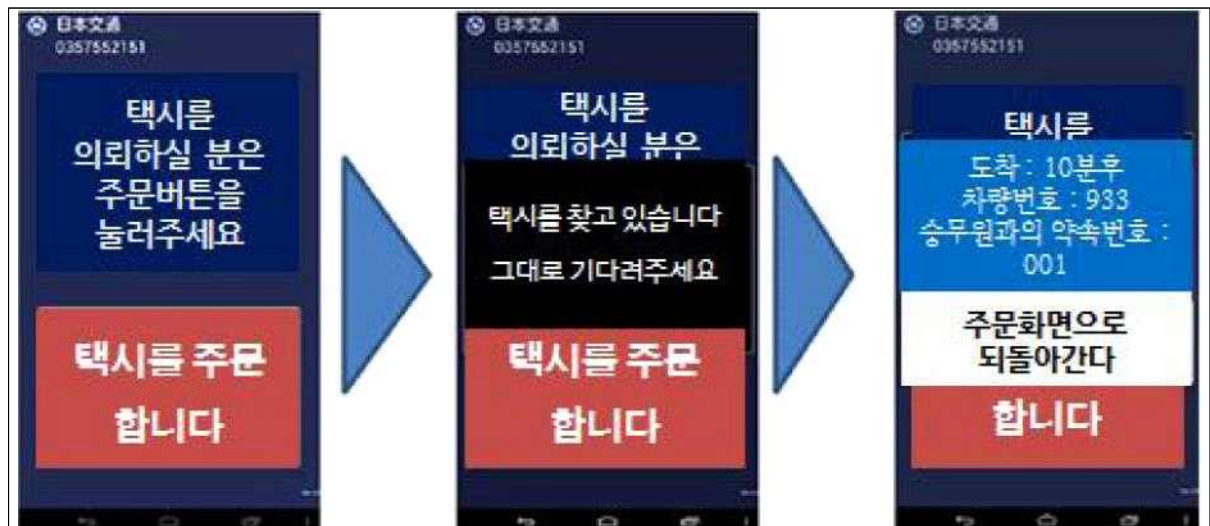 日本交通
0357552151
택시를
의뢰하실 분은
주문버튼을
눌러주세요
택시를 주문
합니다
日本交通
0357552151
택시를
의뢰하실 분은
택시를 찾고 있습니다
그대로 기다려주세요
택시를 주문
합니다
日本交通
0357552151
택시를
도착 : 10분후
차량번호 : 933
승무원과의 약속번호 :
001
주문화면으로
되돌아간다
합니다